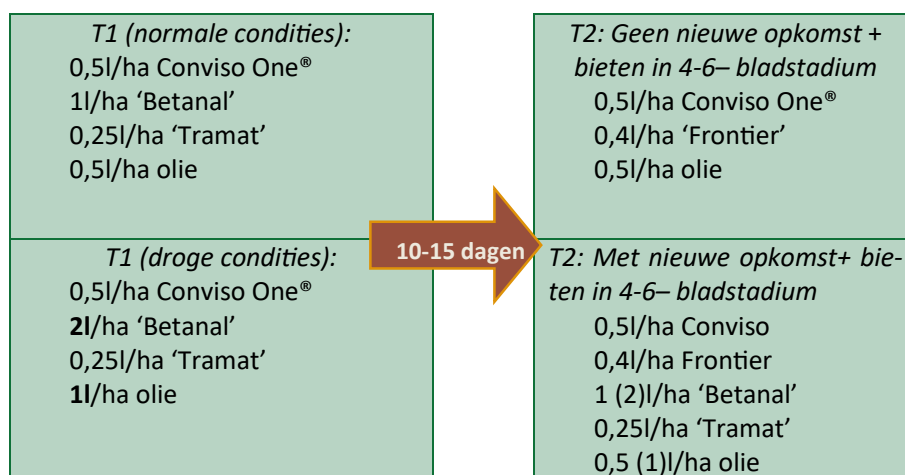 T1 (normale condities):
0,5l/ha Conviso One®
1l/ha ‘Betanal’
0,25l/ha ‘Tramat’
0,5l/ha olie
T1 (droge condities):
0,5l/ha Conviso One®
2l/ha ‘Betanal’
0,25l/ha ‘Tramat’
1l/ha olie
10-15 dagen
T2: Geen nieuwe opkomst +
bieten in 4-6– bladstadium
0,5l/ha Conviso One®
0,4l/ha ‘Frontier’
0,5l/ha olie
T2: Met nieuwe opkomst+ bie-
ten in 4-6– bladstadium
0,5l/ha Conviso
0,4l/ha Frontier
1 (2)l/ha ‘Betanal’
0,25l/ha ‘Tramat’
0,5 (1)l/ha olie